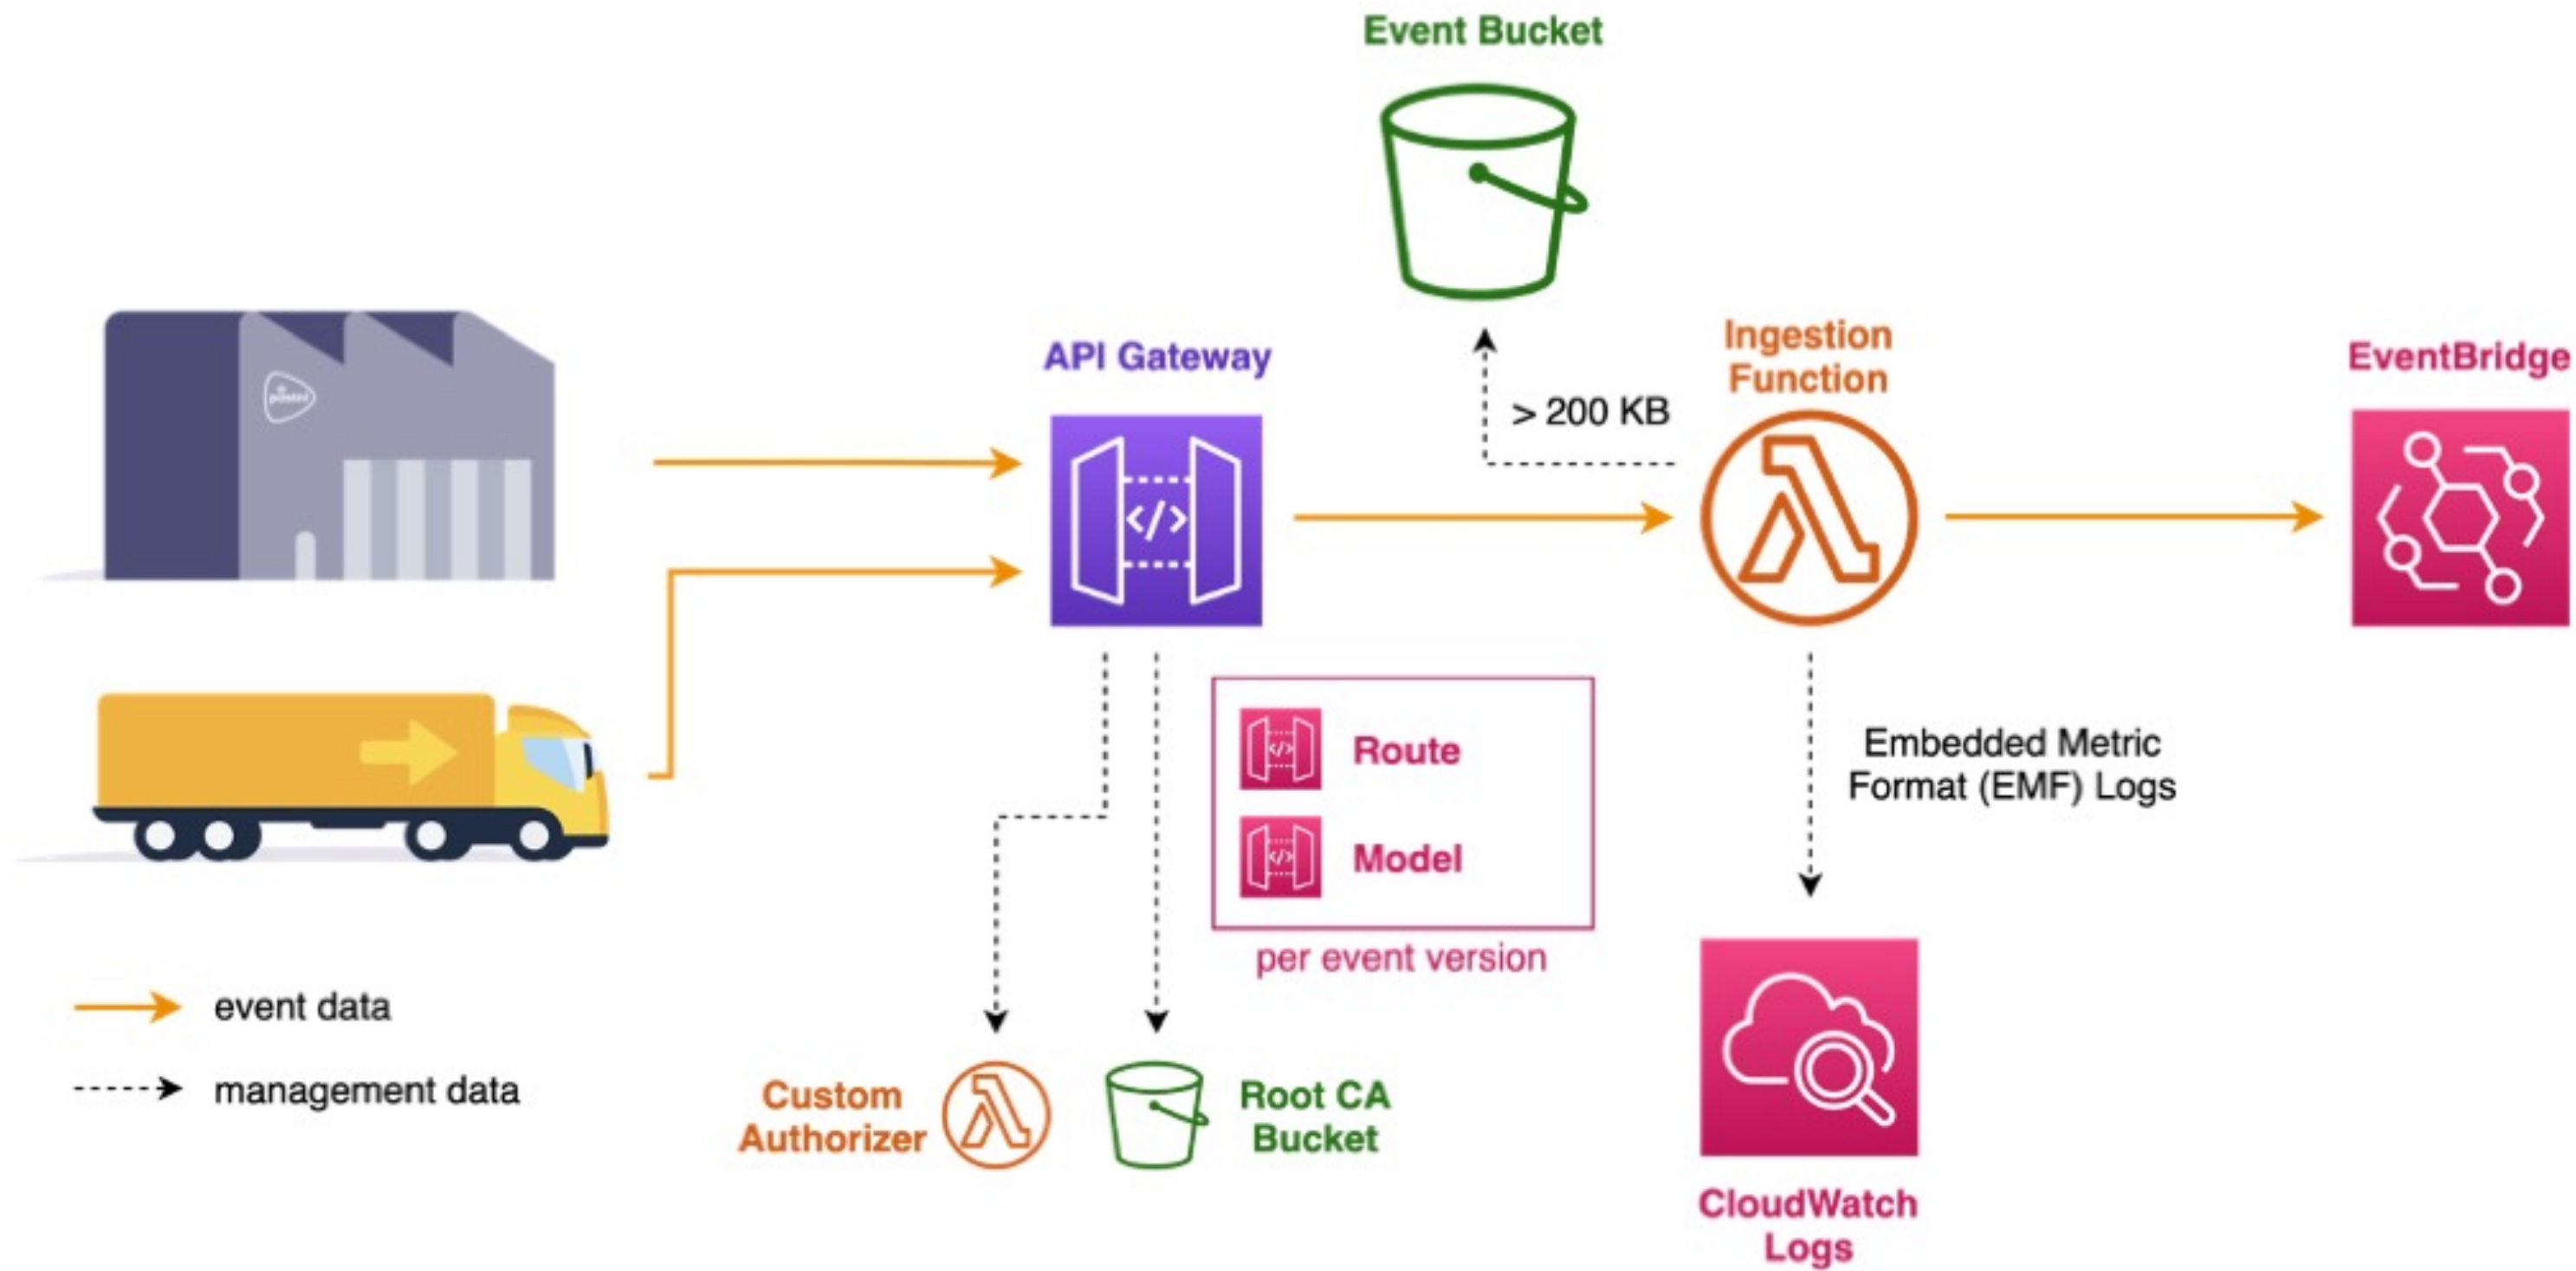 Event Bucket
Ingestion
Function
API Gateway
EventBridge
> 200 KB
</>
Route
Model
per event version
Embedded Metric
Format (EMF) Logs
event data
management data
Custom
Authorizer
Root CA
Bucket
CloudWatch
Logs